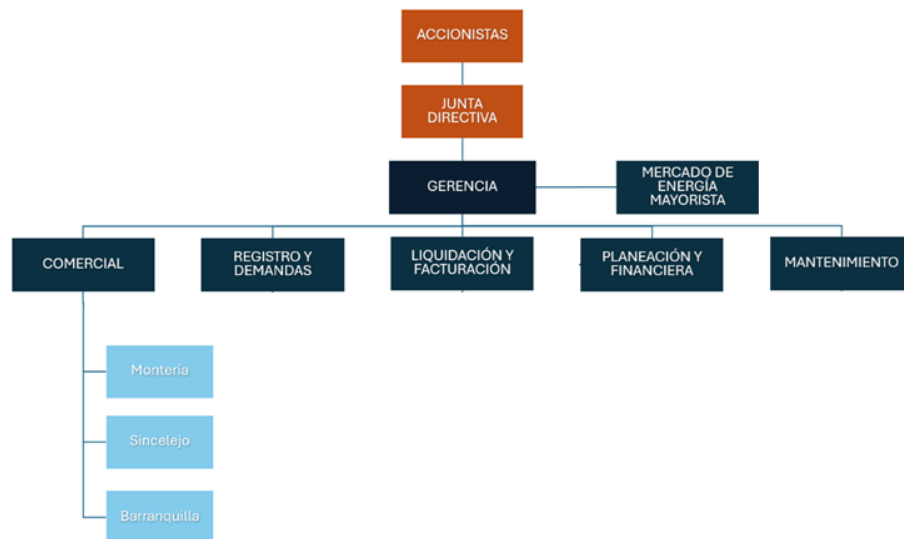 ACCIONISTAS
JUNTA
DIRECTIVA
GERENCIA
MERCADO DE
ENERGÍA
MAYORISTA
COMERCIAL
REGISTRO Y
DEMANDAS
LIQUIDACIÓN Y
FACTURACIÓN
PLANEACIÓN Y
FINANCIERA
MANTENIMIENTO
Montería
Sincelejo
Barranquilla